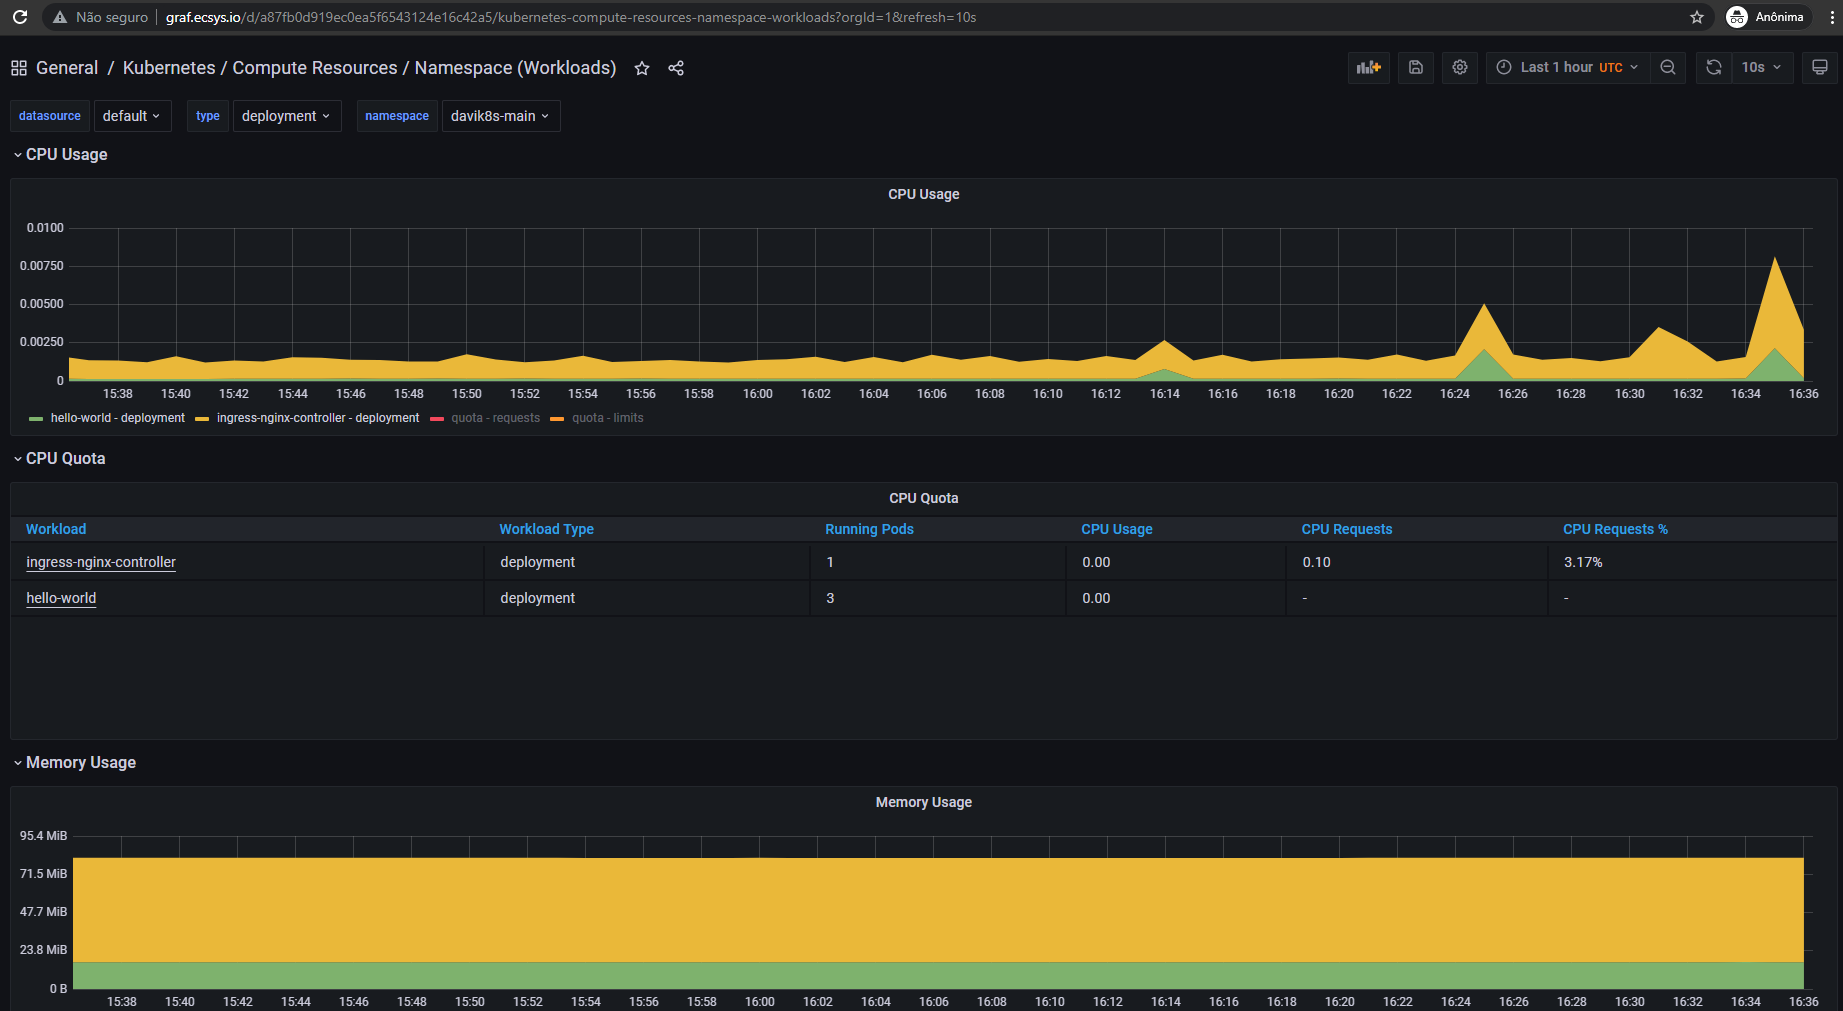 Não seguro graf.ecsys.io/d/a87fb0d919ec0ea5f6543124e16c42a5/kubernetes-compute-resources-namespace-workloads?orgId=1&refresh=10s Anônima
General / Kubernetes / Compute Resources / Namespace (Workloads) Last 1 hour UTC 10s
datasource default type deployment namespace davik8s-main
CPU Usage
CPU Usage
0.0100
0.00750
0.00500
0.00250
0
15:38 15:40 15:42 15:44 15:46 15:48 15:50 15:52 15:54 15:56 15:58 16:00 16:02 16:04 16:06 16:08 16:10 16:12 16:14 16:16 16:18 16:20 16:22 16:24 16:26 16:28 16:30 16:32 16:34 16:36
hello-world - deployment ingress-nginx-controller - deployment quota - requests quota - limits
CPU Quota
CPU Quota
Workload Workload Type Running Pods CPU Usage CPU Requests CPU Requests %
ingress-nginx-controller deployment 1 0.00 0.10 3.17%
hello-world deployment 3 0.00 - -
Memory Usage
Memory Usage
95.4 MiB
71.5 MiB
47.7 MiB
23.8 MiB
0 B
15:38 15:40 15:42 15:44 15:46 15:48 15:50 15:52 15:54 15:56 15:58 16:00 16:02 16:04 16:06 16:08 16:10 16:12 16:14 16:16 16:18 16:20 16:22 16:24 16:26 16:28 16:30 16:32 16:34 16:36